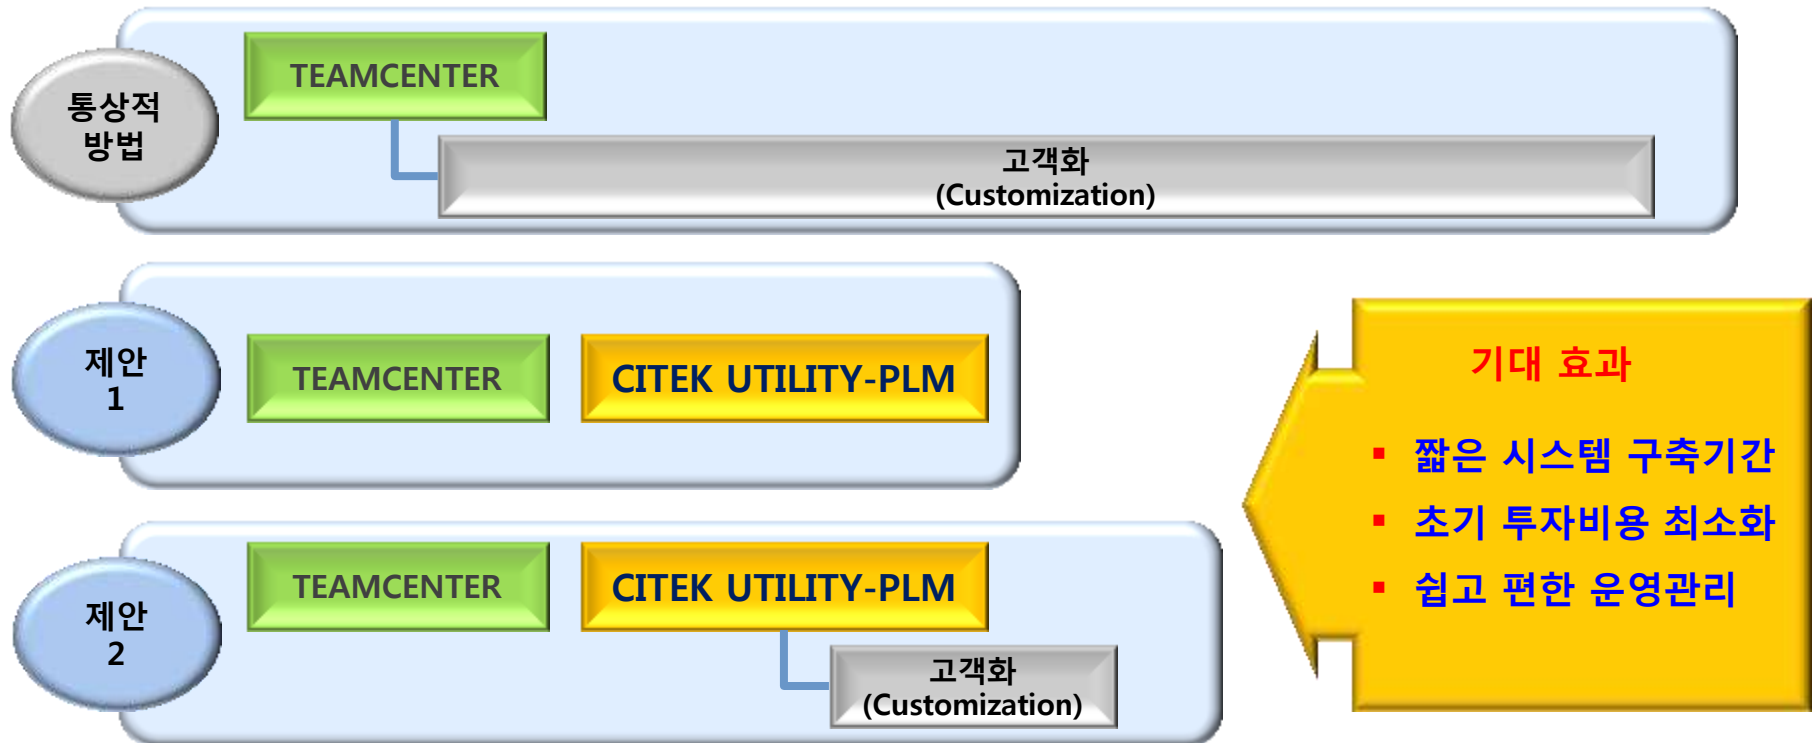 통상적
방법
TEAMCENTER
고객화
(Customization)
제안
1
TEAMCENTER
CITEK UTILITY-PLM
제안
2
TEAMCENTER
CITEK UTILITY-PLM
고객화
(Customization)
기대 효과
▪ 짧은 시스템 구축기간
▪ 초기 투자비용 최소화
▪ 쉽고 편한 운영관리